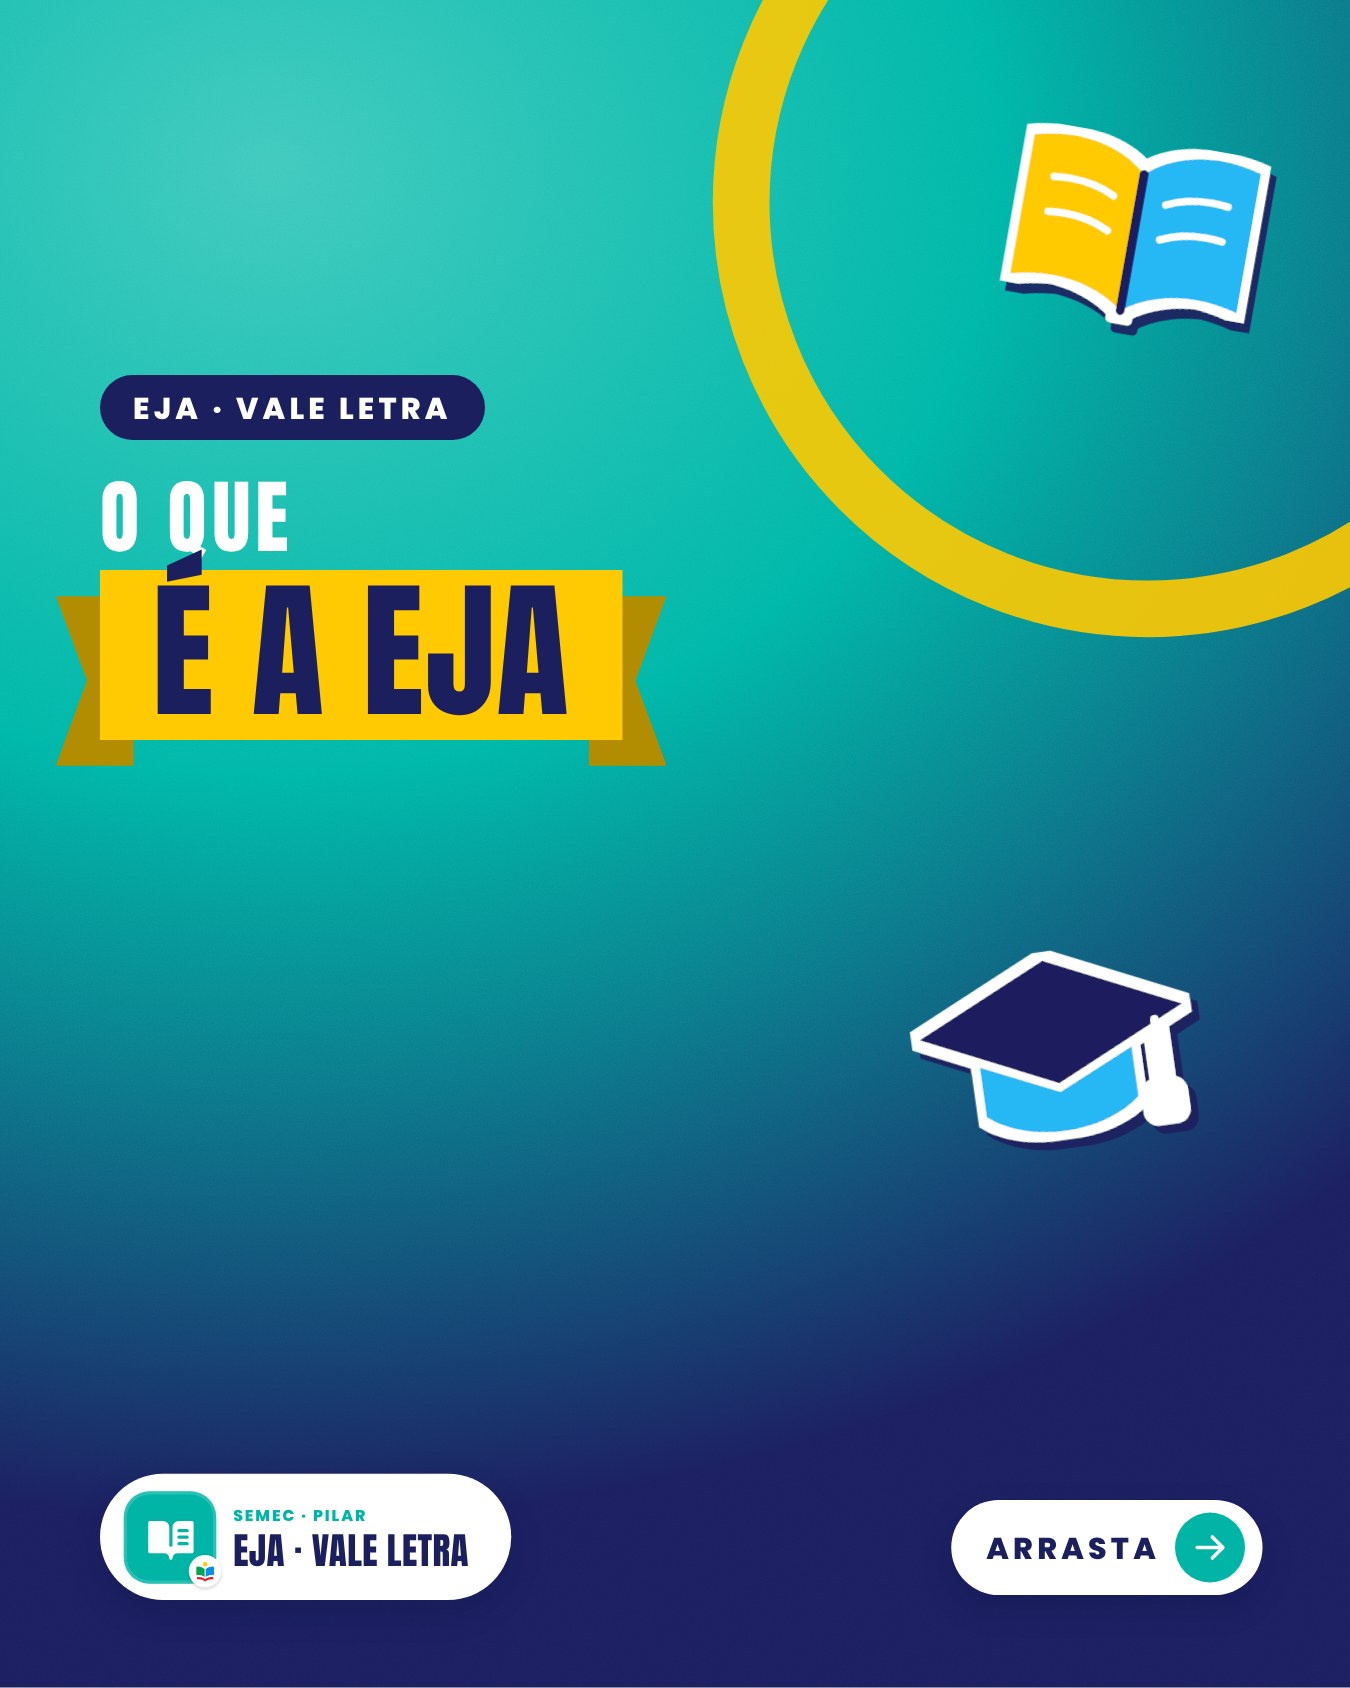 EJA · VALE LETRA
O QUE
É A EJA
SEMEC · PILAR
EJA · VALE LETRA
ARRASTA